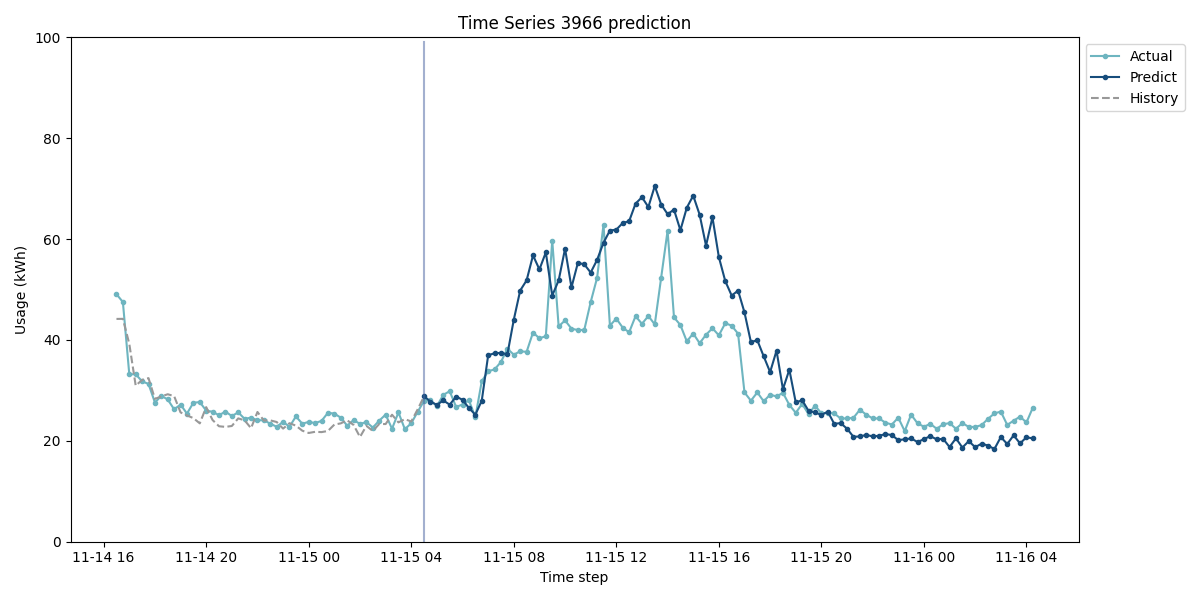 Time Series 3966 prediction
100
80
60
40
20
0
Usage (kWh)
11-14 16
11-14 20
11-15 00
11-15 04
11-15 08
11-15 12
11-15 16
11-15 20
11-16 00
11-16 04
Time step
Actual
Predict
History